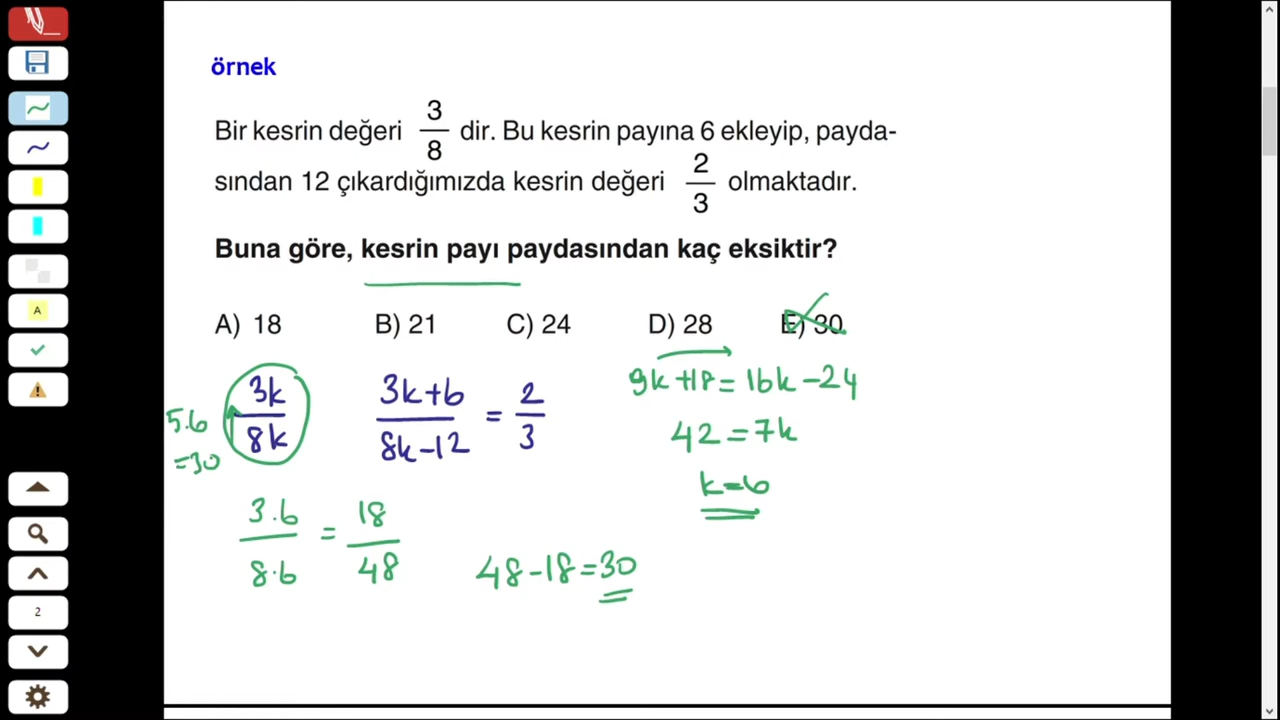 örnek
Bir kesrin değeri 3/8 dir. Bu kesrin payına 6 ekleyip, payda-
sından 12 çıkardığımızda kesrin değeri 2/3 olmaktadır.
Buna göre, kesrin payı paydasından kaç eksiktir?
A) 18 B) 21 C) 24 D) 28 E) 30
3k/8k
5.6
=30
3k+6/8k-12 = 2/3
9k+18=16k-24
42=7k
k=6
3.6/8.6 = 18/48
48-18=30
A
2